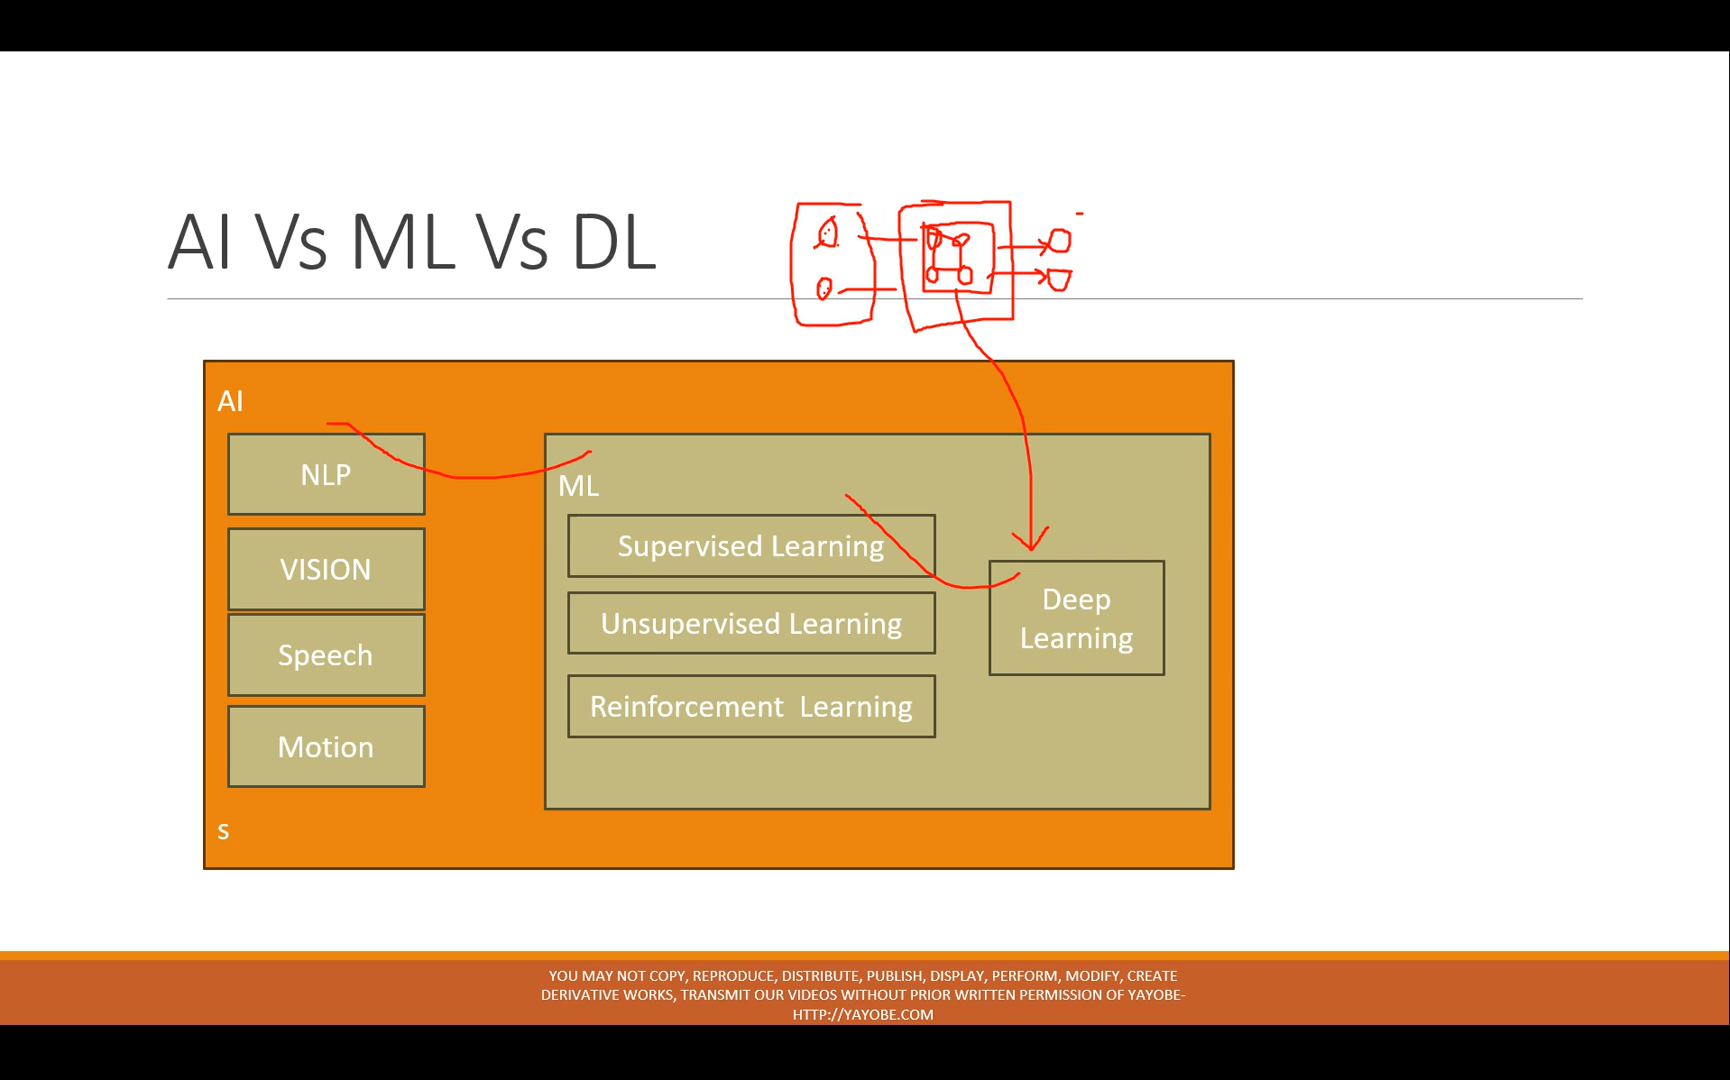 AI Vs ML Vs DL
AI
NLP
VISION
Speech
Motion
s
ML
Supervised Learning
Unsupervised Learning
Reinforcement  Learning
Deep
Learning
YOU MAY NOT COPY, REPRODUCE, DISTRIBUTE, PUBLISH, DISPLAY, PERFORM, MODIFY, CREATE
DERIVATIVE WORKS, TRANSMIT OUR VIDEOS WITHOUT PRIOR WRITTEN PERMISSION OF YAYOBE-
HTTP://YAYOBE.COM